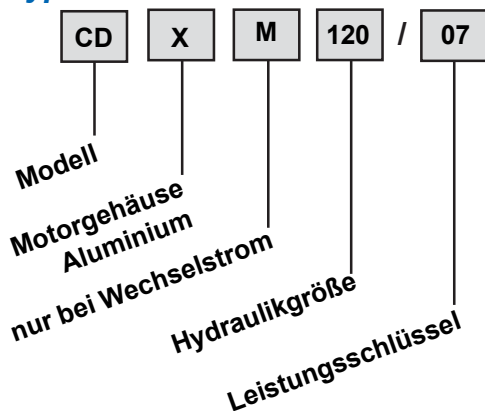 CD X M 120 / 07
Modell
Motorgehäuse
Aluminium
nur bei Wechselstrom
Hydraulikgröße
Leistungsschlüssel